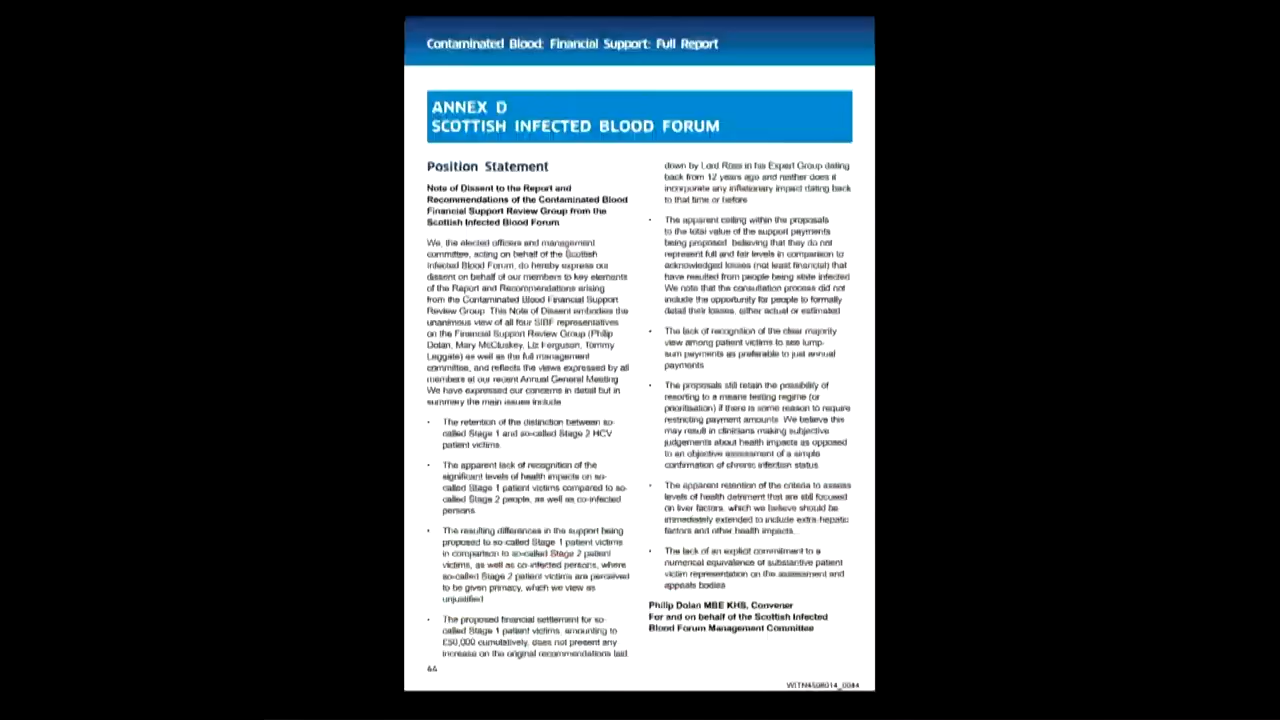 Contaminated Blood: Financial Support: Full Report
ANNEX D
SCOTTISH INFECTED BLOOD FORUM
Position Statement
Note of Dissent to the Report and
Recommendations of the Contaminated Blood
Financial Support Review Group from the
Scottish Infected Blood Forum
We, the elected officers and management
committee, acting on behalf of the Scottish
Infected Blood Forum, do hereby express our
dissent on behalf of our members to key elements
of the Report and Recommendations arising
from the Contaminated Blood Financial Support
Review Group. This Note of Dissent embodies the
unanimous view of all four SIBF representatives
on the Financial Support Review Group (Philip
Dolan, Mary McCluskey, Liz Ferguson, Tommy
Leggate) as well as the full management
committee, and reflects the views expressed by all
members at our recent Annual General Meeting
We have expressed our concerns in detail but in
summary the main issues include
• The retention of the distinction between so-
called Stage 1 and so-called Stage 2 HCV
patient victims.
• The apparent lack of recognition of the
significant levels of health impacts on so-
called Stage 1 patient victims compared to so-
called Stage 2 people, as well as co-infected
persons
• The resulting differences in the support being
proposed to so-called Stage 1 patient victims
in comparison to so-called Stage 2 patient
victims, as well as co-infected persons, where
so-called Stage 2 patient victims are perceived
to be given primacy, which we view as
unjustified
• The proposed financial settlement for so-
called Stage 1 patient victims, amounting to
£50,000 cumulatively, does not present any
increase on the original recommendations laid
down by Lord Ross in his Expert Group dating
back from 12 years ago and neither does it
incorporate any inflationary impact dating back
to that time or before
• The apparent ceiling within the proposals
to the total value of the support payments
being proposed believing that they do not
represent full and fair levels in comparison to
acknowledged losses (not least financial) that
have resulted from people being state infected
We note that the consultation process did not
include the opportunity for people to formally
detail their losses, either actual or estimated
• The lack of recognition of the clear majority
view among patient victims to see lump-
sum payments as preferable to just annual
payments
• The proposals still retain the possibility of
resorting to a means testing regime (or
prioritisation) if there is some reason to require
restricting payment amounts. We believe this
may result in clinicians making subjective
judgements about health impacts as opposed
to an objective assessment of a simple
confirmation of chronic infection status
• The apparent retention of the criteria to assess
levels of health detriment that are still focused
on liver factors, which we believe should be
immediately extended to include extra-hepatic
factors and other health impacts.
• The lack of an explicit commitment to a
numerical equivalence of substantive patient
victim representation on the assessment and
appeals bodies
Philip Dolan MBE KHS, Convener
For and on behalf of the Scottish Infected
Blood Forum Management Committee
44